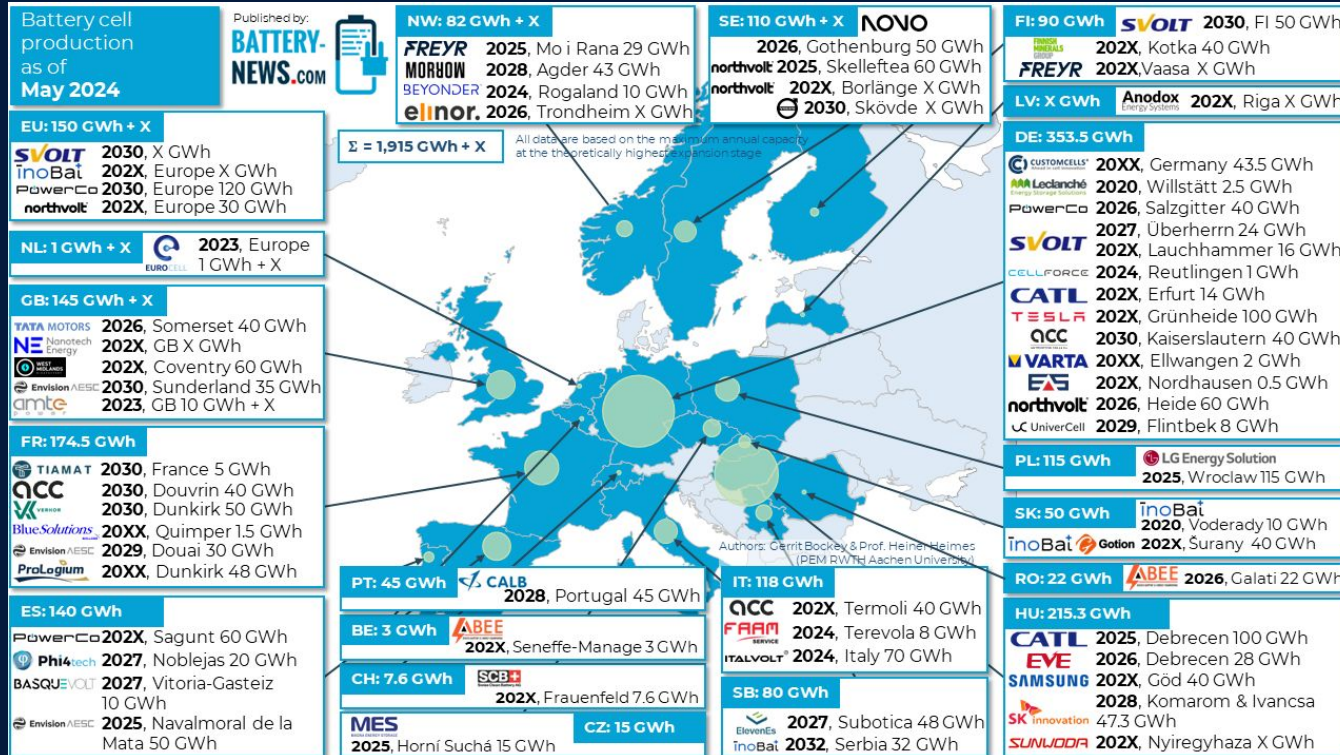 Battery cell
production
as of
May 2024
Published by:
BATTERY-
NEWS.COM
EU: 150 GWh + X
SVOLT 2030, X GWh
InoBat 202X, Europe X GWh
PowerCo 2030, Europe 120 GWh
northvolt 202X, Europe 30 GWh
NL: 1 GWh + X
EUROCELL 2023, Europe
1 GWh + X
GB: 145 GWh + X
TATA MOTORS 2026, Somerset 40 GWh
NE Nanotech Energy 202X, GB X GWh
WEST MIDLANDS 202X, Coventry 60 GWh
Envision AESC 2030, Sunderland 35 GWh
amte power 2023, GB 10 GWh + X
FR: 174.5 GWh
TIAMAT 2030, France 5 GWh
acc 2030, Douvrin 40 GWh
VERKOR 2030, Dunkirk 50 GWh
BlueSolutions 20XX, Quimper 1.5 GWh
Envision AESC 2029, Douai 30 GWh
ProLogium 20XX, Dunkirk 48 GWh
ES: 140 GWh
PowerCo 202X, Sagunt 60 GWh
Phi4tech 2027, Noblejas 20 GWh
BASQUEVOLT 2027, Vitoria-Gasteiz
10 GWh
Envision AESC 2025, Navalmoral de la
Mata 50 GWh
NW: 82 GWh + X
FREYR 2025, Mo i Rana 29 GWh
MORROW 2028, Agder 43 GWh
BEYONDER 2024, Rogaland 10 GWh
elinor. 2026, Trondheim X GWh
Σ = 1,915 GWh + X
All data are based on the maximum annual capacity
at the theoretically highest expansion stage
SE: 110 GWh + X
NOVO
2026, Gothenburg 50 GWh
northvolt 2025, Skelleftea 60 GWh
northvolt 202X, Borlänge X GWh
2030, Skövde X GWh
FI: 90 GWh
SVOLT 2030, FI 50 GWh
FINNISH MINERALS GROUP 202X, Kotka 40 GWh
FREYR 202X,Vaasa X GWh
LV: X GWh
Anodox Energy Systems 202X, Riga X GWh
DE: 353.5 GWh
CUSTOMCELLS 20XX, Germany 43.5 GWh
Leclanché Energy Storage Solutions 2020, Willstätt 2.5 GWh
PowerCo 2026, Salzgitter 40 GWh
SVOLT 2027, Überherrn 24 GWh
202X, Lauchhammer 16 GWh
CELLFORCE 2024, Reutlingen 1 GWh
CATL 202X, Erfurt 14 GWh
TESLA 202X, Grünheide 100 GWh
acc 2030, Kaiserslautern 40 GWh
VARTA 20XX, Ellwangen 2 GWh
EAS 202X, Nordhausen 0.5 GWh
northvolt 2026, Heide 60 GWh
UniverCell 2029, Flintbek 8 GWh
PL: 115 GWh
LG Energy Solution
2025, Wroclaw 115 GWh
SK: 50 GWh
InoBat
2020, Voderady 10 GWh
InoBat Gotion 202X, Šurany 40 GWh
RO: 22 GWh
ABEE 2026, Galati 22 GWh
HU: 215.3 GWh
CATL 2025, Debrecen 100 GWh
EVE 2026, Debrecen 28 GWh
SAMSUNG 202X, Göd 40 GWh
2028, Komarom & Ivancsa
SK innovation 47.3 GWh
SUNWODA 202X, Nyiregyhaza X GWh
Authors: Gerrit Bockey & Prof. Heiner Heimes
(PEM RWTH Aachen University)
PT: 45 GWh
CALB
2028, Portugal 45 GWh
BE: 3 GWh
ABEE
202X, Seneffe-Manage 3 GWh
CH: 7.6 GWh
SCB
202X, Frauenfeld 7.6 GWh
MES
CZ: 15 GWh
2025, Horní Suchá 15 GWh
IT: 118 GWh
acc 202X, Termoli 40 GWh
FAAM SERVICE 2024, Terevola 8 GWh
ITALVOLT 2024, Italy 70 GWh
SB: 80 GWh
ElevenEs 2027, Subotica 48 GWh
InoBat 2032, Serbia 32 GWh